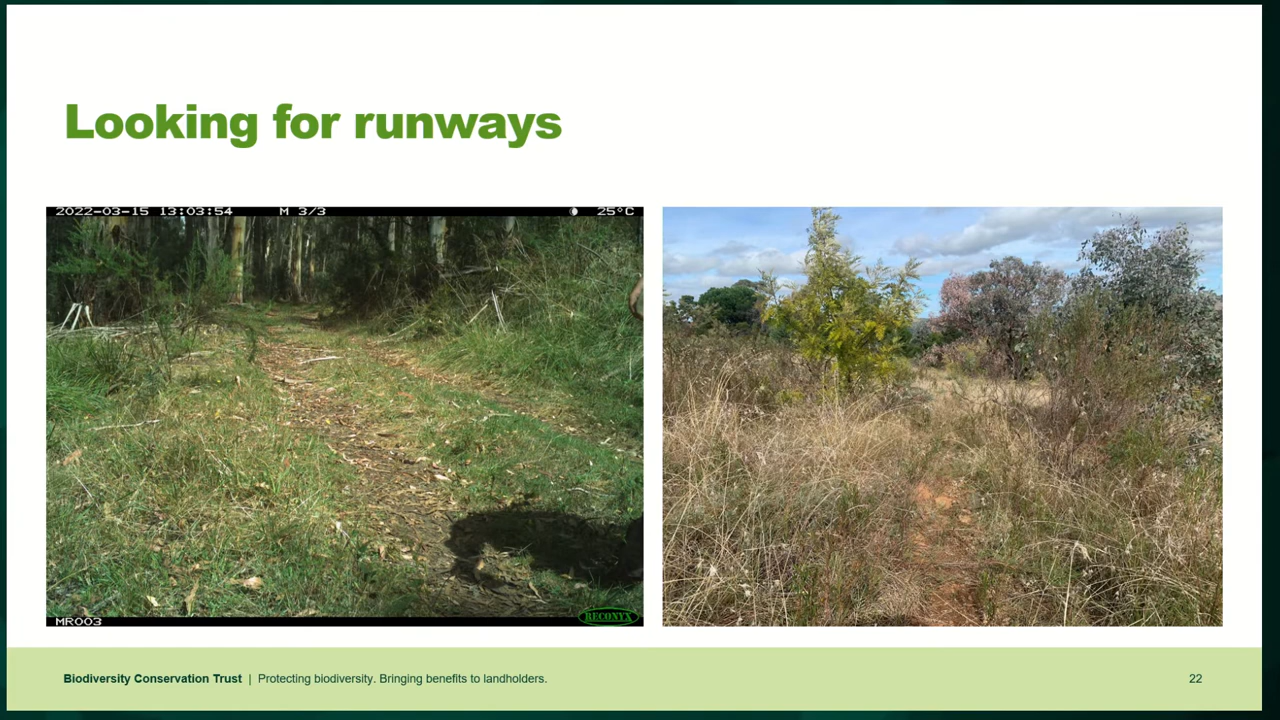 Looking for runways
2022-03-15 13:03:54 M 3/3 25°C
MR003
RECONYX
Biodiversity Conservation Trust | Protecting biodiversity. Bringing benefits to landholders.
22